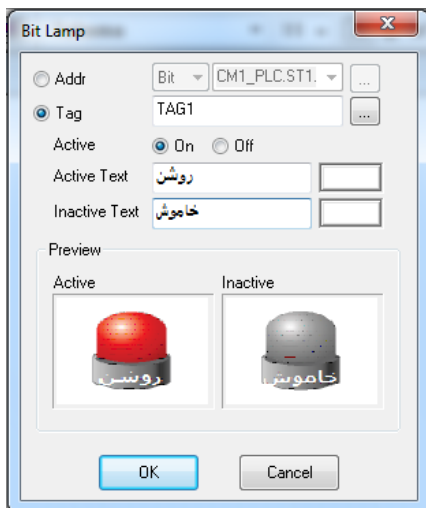 Bit Lamp
Addr Bit CM1_PLC.ST1. ...
Tag TAG1 ...
Active On Off
Active Text روشن
Inactive Text خاموش
Preview
Active Inactive
روشن خاموش
OK Cancel